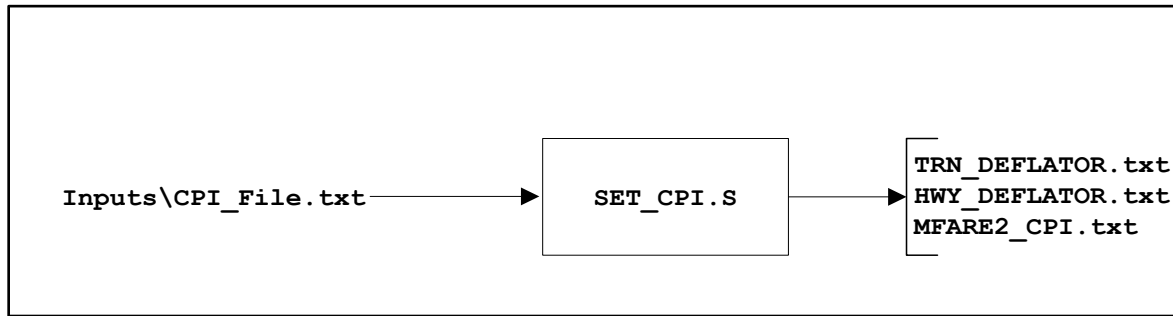 Inputs\CPI_File.txt
SET_CPI.S
TRN_DEFLATOR.txt
HWY_DEFLATOR.txt
MFARE2_CPI.txt